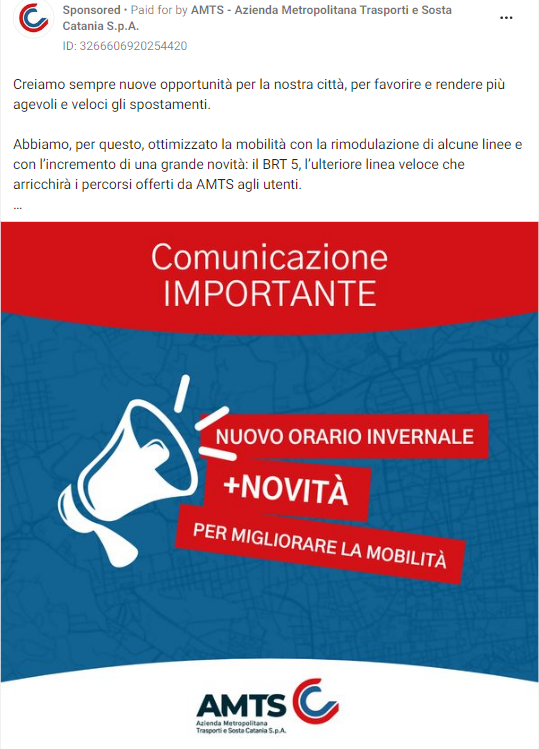 Sponsored • Paid for by AMTS - Azienda Metropolitana Trasporti e Sosta
Catania S.p.A.
ID: 3266606920254420
Creiamo sempre nuove opportunità per la nostra città, per favorire e rendere più
agevoli e veloci gli spostamenti.
Abbiamo, per questo, ottimizzato la mobilità con la rimodulazione di alcune linee e
con l'incremento di una grande novità: il BRT 5, l'ulteriore linea veloce che
arricchirà i percorsi offerti da AMTS agli utenti.
...
Comunicazione
IMPORTANTE
NUOVO ORARIO INVERNALE
+NOVITÀ
PER MIGLIORARE LA MOBILITÀ
AMTS
Azienda Metropolitana
Trasporti e Sosta Catania S.p.A.